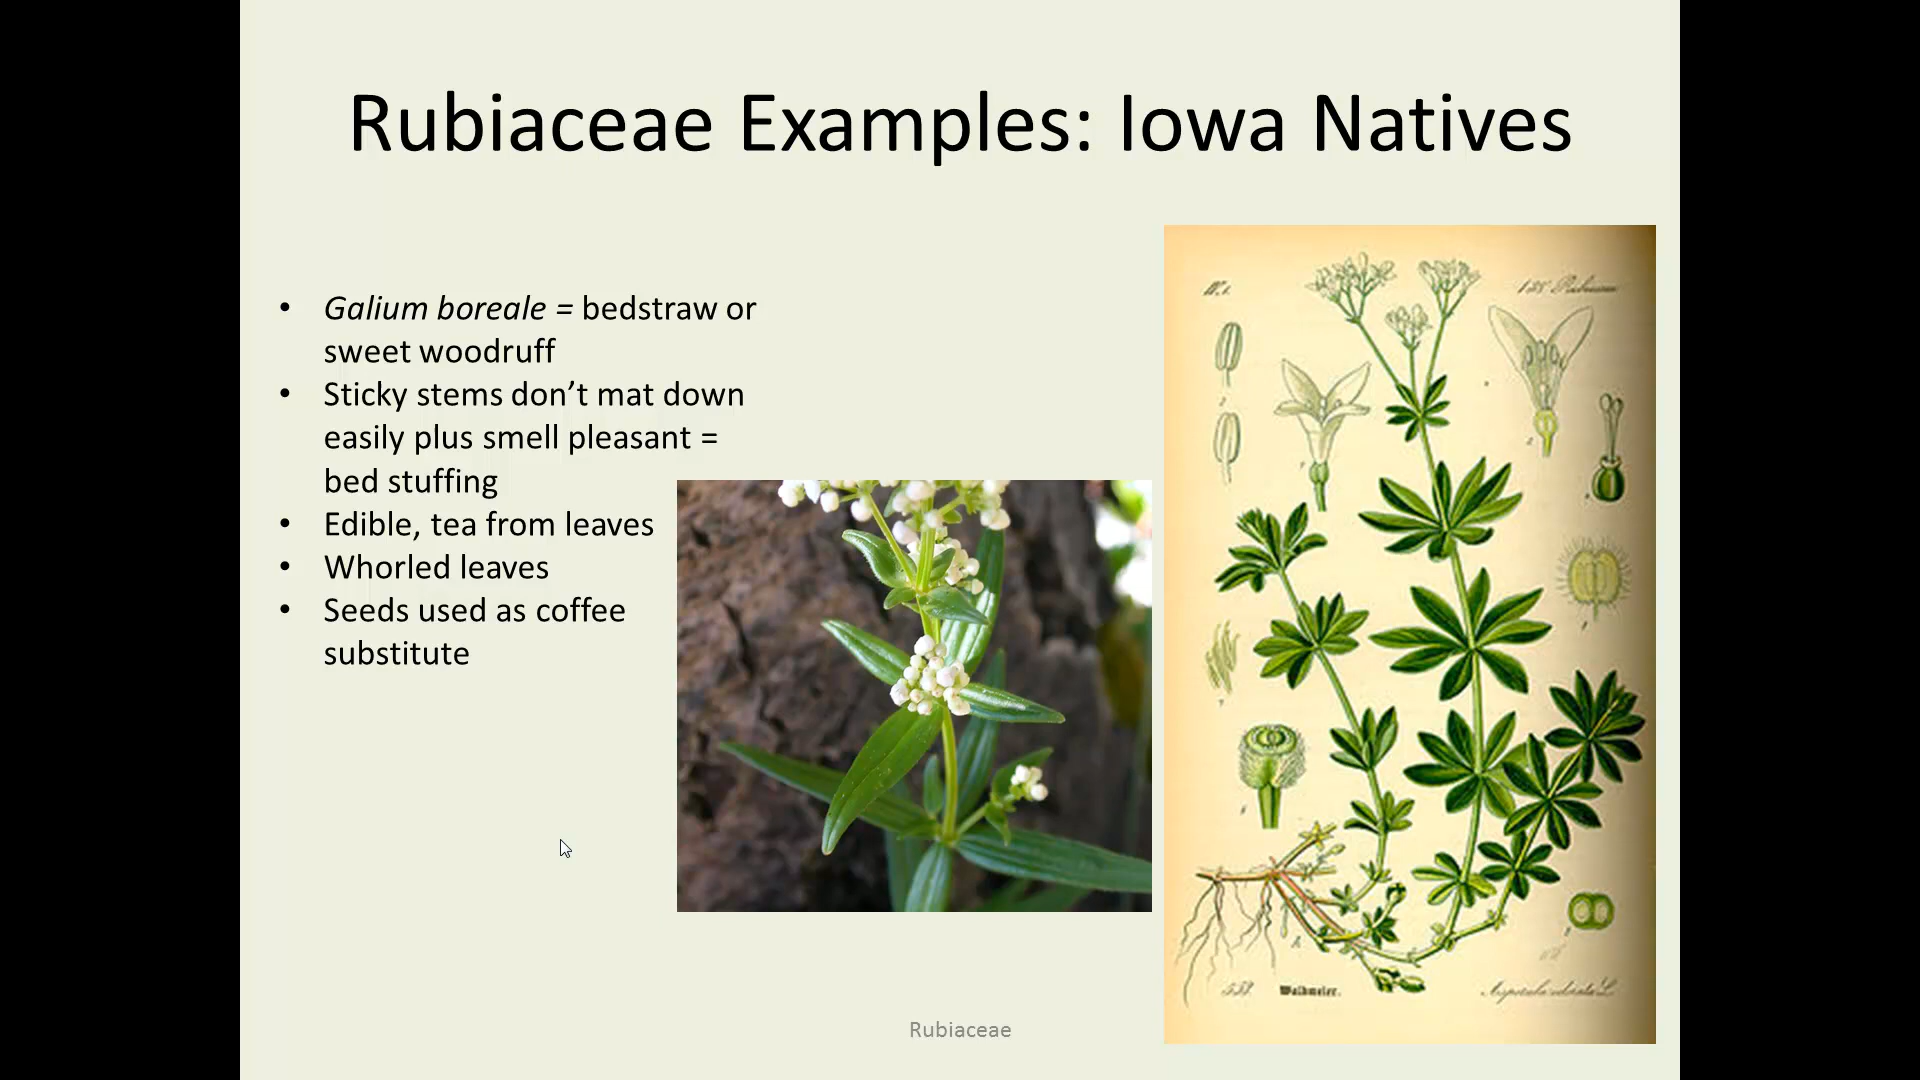 Rubiaceae Examples: Iowa Natives
• Galium boreale = bedstraw or
sweet woodruff
• Sticky stems don’t mat down
easily plus smell pleasant =
bed stuffing
• Edible, tea from leaves
• Whorled leaves
• Seeds used as coffee
substitute
Waldmeier.
Rubiaceae